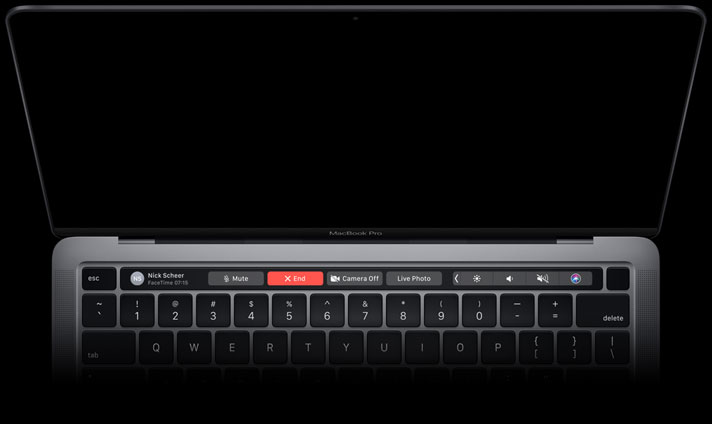 MacBook Pro
esc
NS
Nick Scheer
FaceTime 07:15
Mute
End
Camera Off
Live Photo
~ ! @ # $ % ^ & * ( ) — +
` 1 2 3 4 5 6 7 8 9 0 - = delete
tab Q W E R T Y U I O P { [ } ] | \